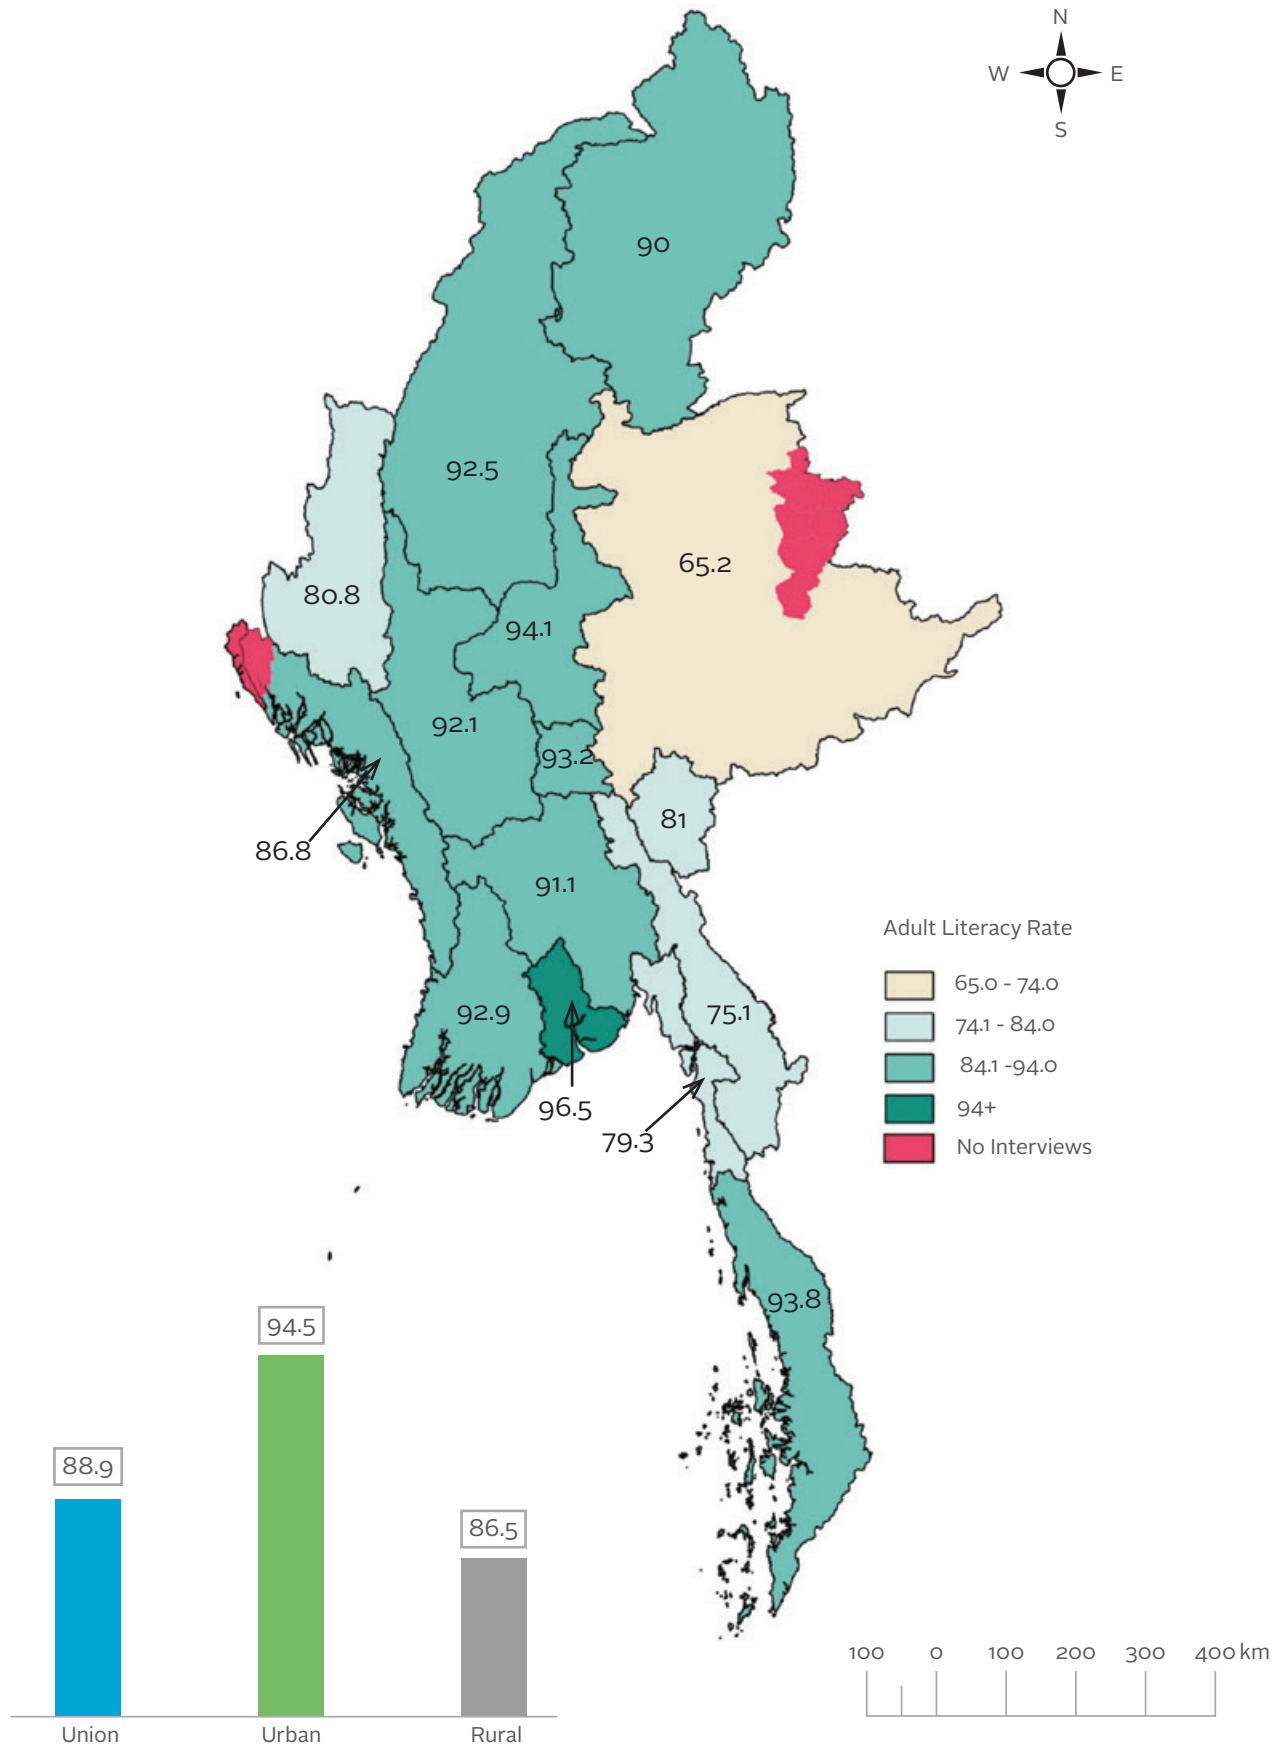 N
W E
S
90
92.5
65.2
80.8
94.1
92.1
93.2
81
86.8
91.1
92.9
75.1
96.5
79.3
93.8
Adult Literacy Rate
65.0 - 74.0
74.1 - 84.0
84.1 -94.0
94+
No Interviews
94.5
88.9
86.5
Union Urban Rural
100 0 100 200 300 400 km